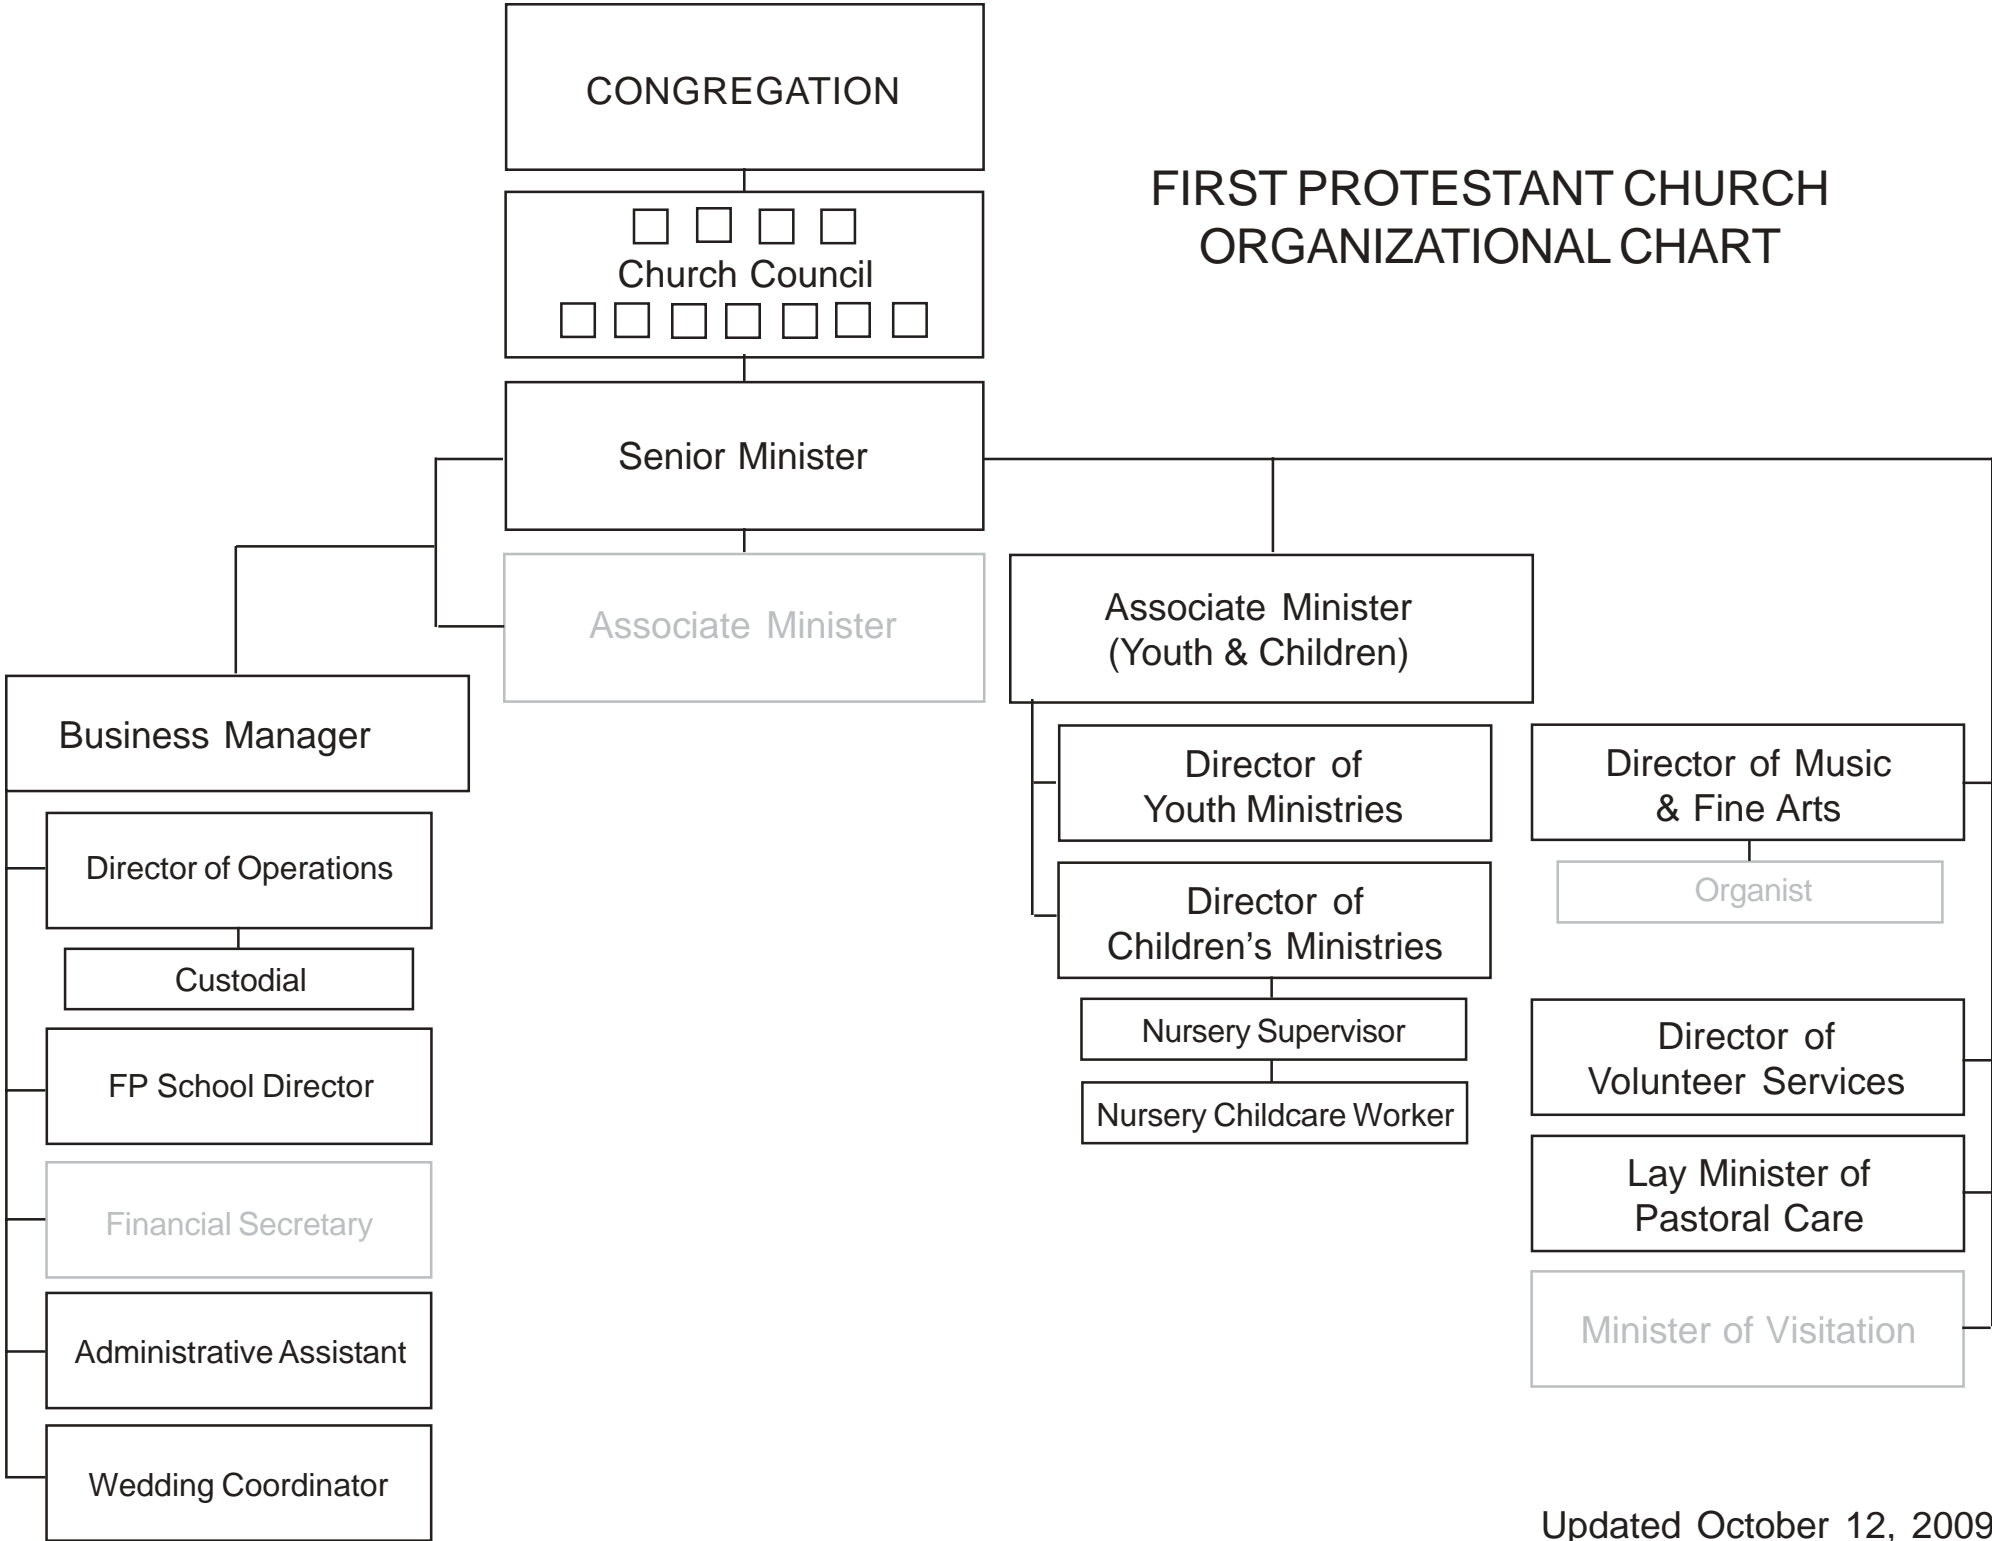 CONGREGATION
FIRST PROTESTANT CHURCH
ORGANIZATIONAL CHART
Church Council
Senior Minister
Associate Minister
Associate Minister
(Youth & Children)
Business Manager
Director of Operations
Custodial
FP School Director
Financial Secretary
Administrative Assistant
Wedding Coordinator
Director of
Youth Ministries
Director of
Children's Ministries
Nursery Supervisor
Nursery Childcare Worker
Director of Music
& Fine Arts
Organist
Director of
Volunteer Services
Lay Minister of
Pastoral Care
Minister of Visitation
Updated October 12, 2009